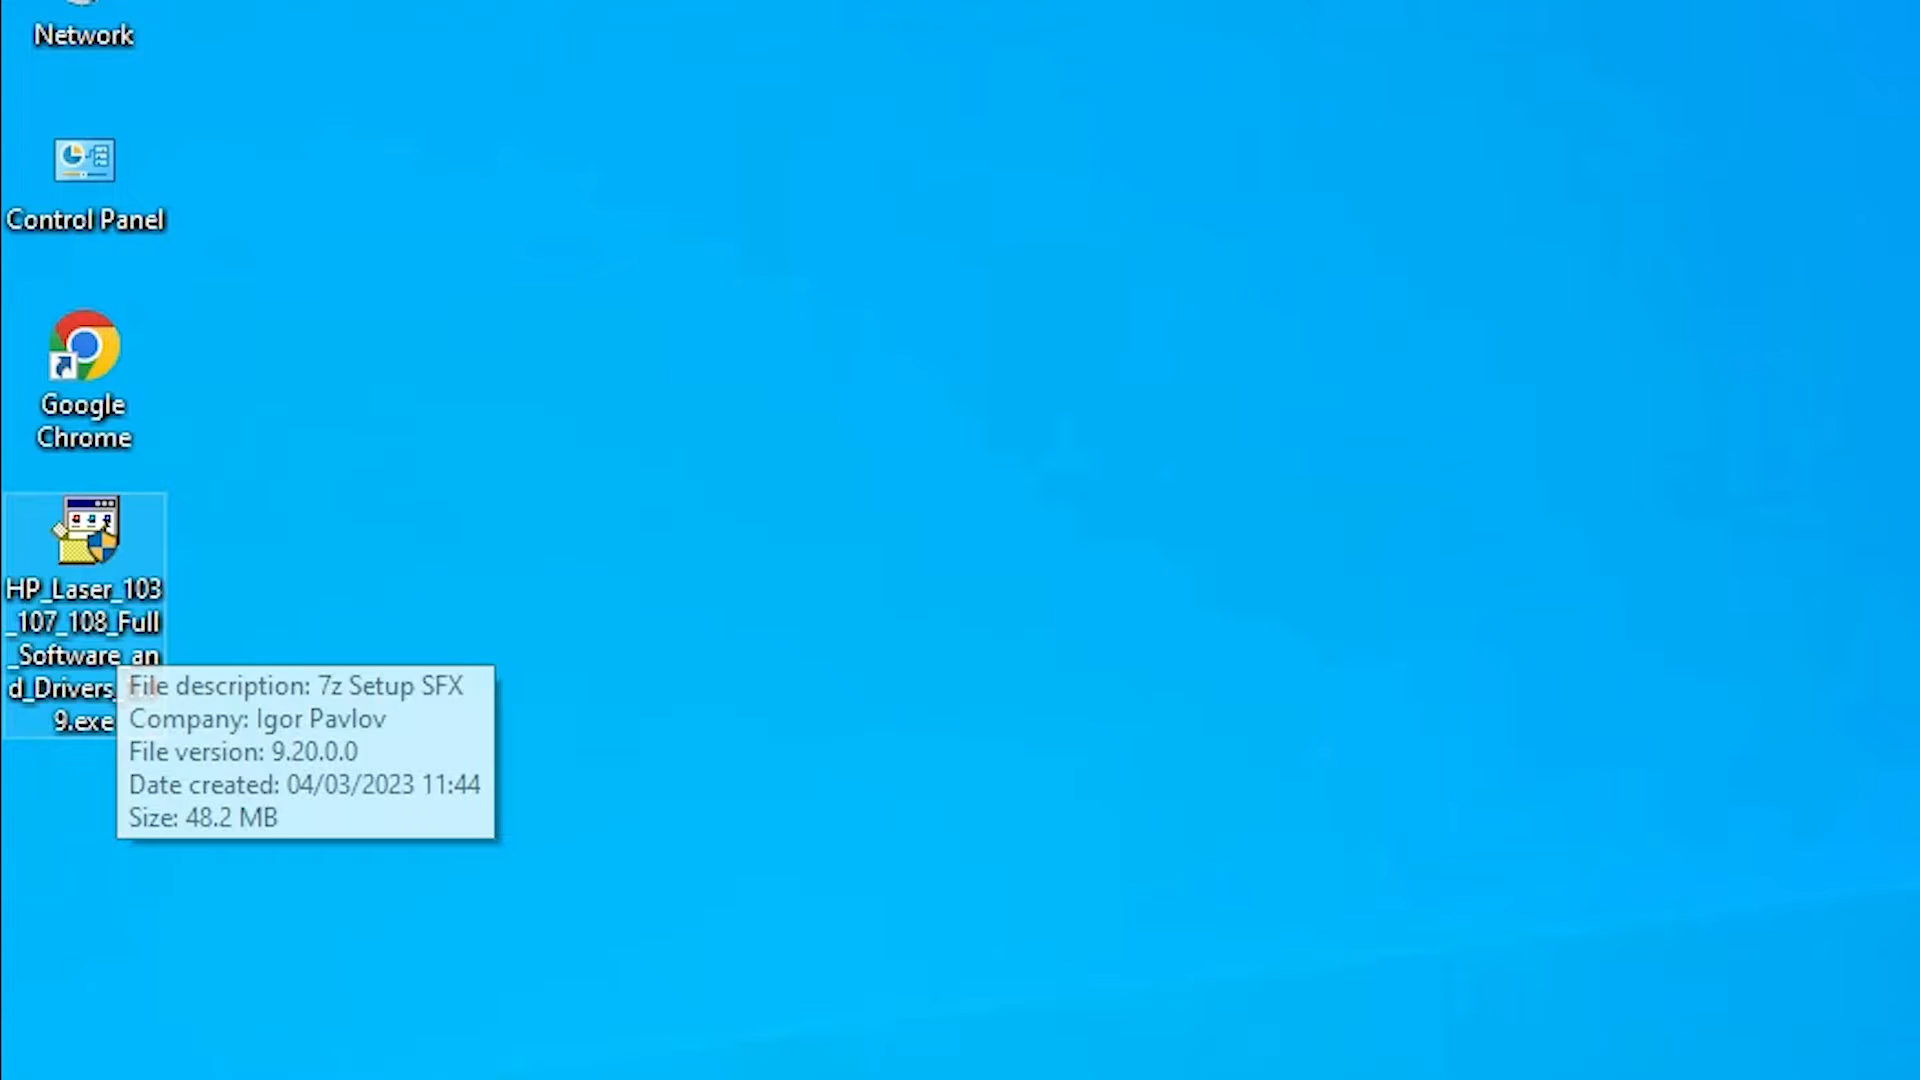 Network
Control Panel
Google
Chrome
HP_Laser_103
_107_108_Full
_Software_an
d_Drivers_
9.exe
File description: 7z Setup SFX
Company: Igor Pavlov
File version: 9.20.0.0
Date created: 04/03/2023 11:44
Size: 48.2 MB